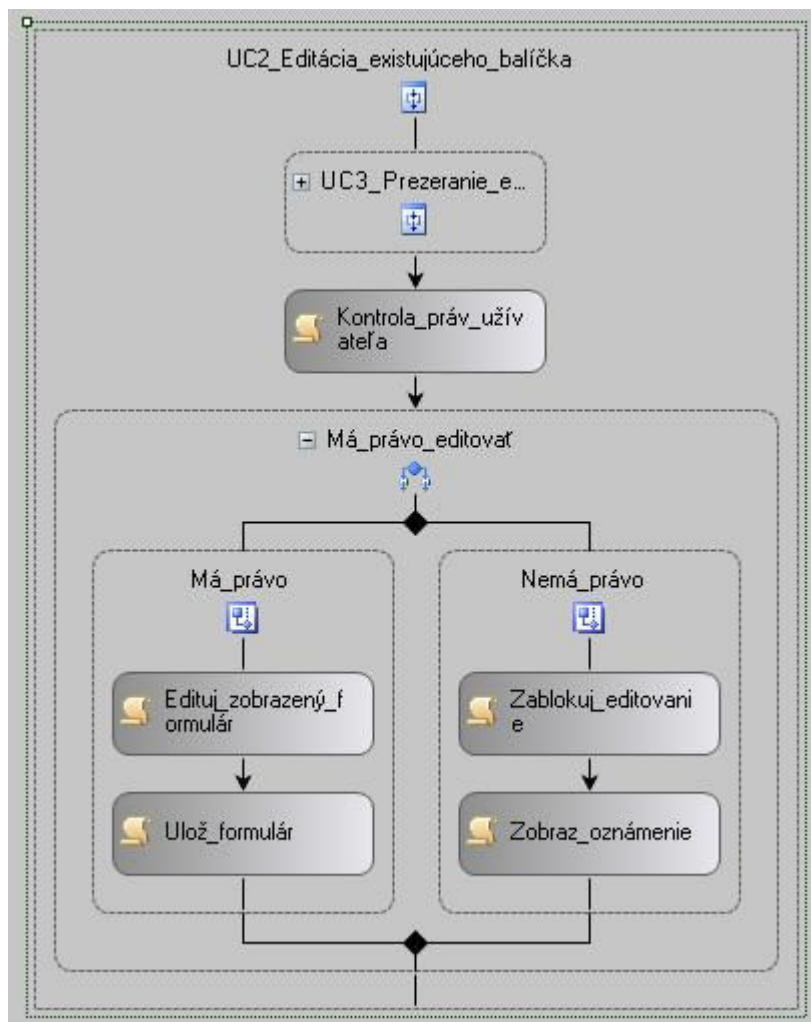 UC2_Editácia_existujúceho_balíčka
UC3_Prezeranie_e...
Kontrola_práv_užív
ateľa
Má_právo_editovať
Má_právo
Nemá_právo
Edituj_zobrazený_f
ormulár
Zablokuj_editovani
e
Ulož_formulár
Zobraz_oznámenie